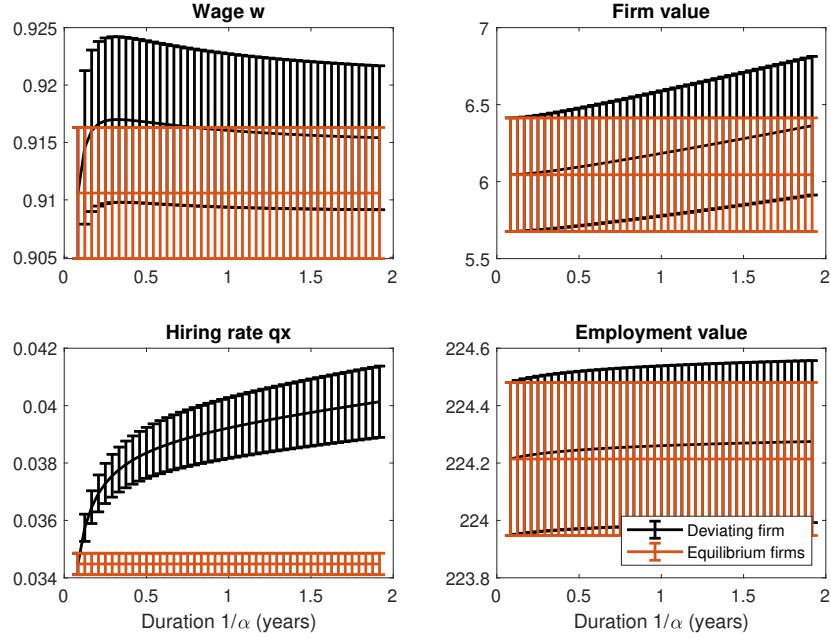 Wage w
0.925
0.92
0.915
0.91
0.905
0 0.5 1 1.5 2
Firm value
7
6.5
6
5.5
0 0.5 1 1.5 2
Hiring rate qx
0.042
0.04
0.038
0.036
0.034
0 0.5 1 1.5 2
Duration 1/α (years)
Employment value
224.6
224.4
224.2
224
223.8
0 0.5 1 1.5 2
Duration 1/α (years)
Deviating firm
Equilibrium firms